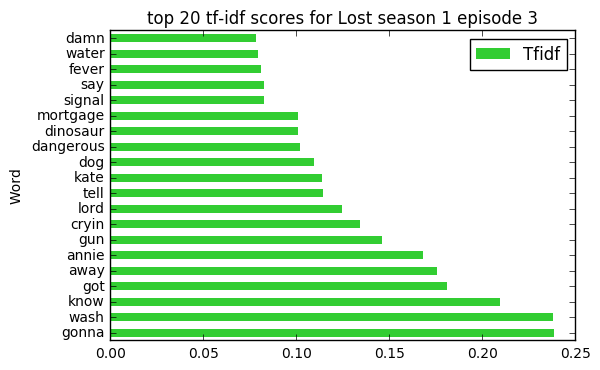 top 20 tf-idf scores for Lost season 1 episode 3
Tfidf
Word
damn
water
fever
say
signal
mortgage
dinosaur
dangerous
dog
kate
tell
lord
cryin
gun
annie
away
got
know
wash
gonna
0.00 0.05 0.10 0.15 0.20 0.25